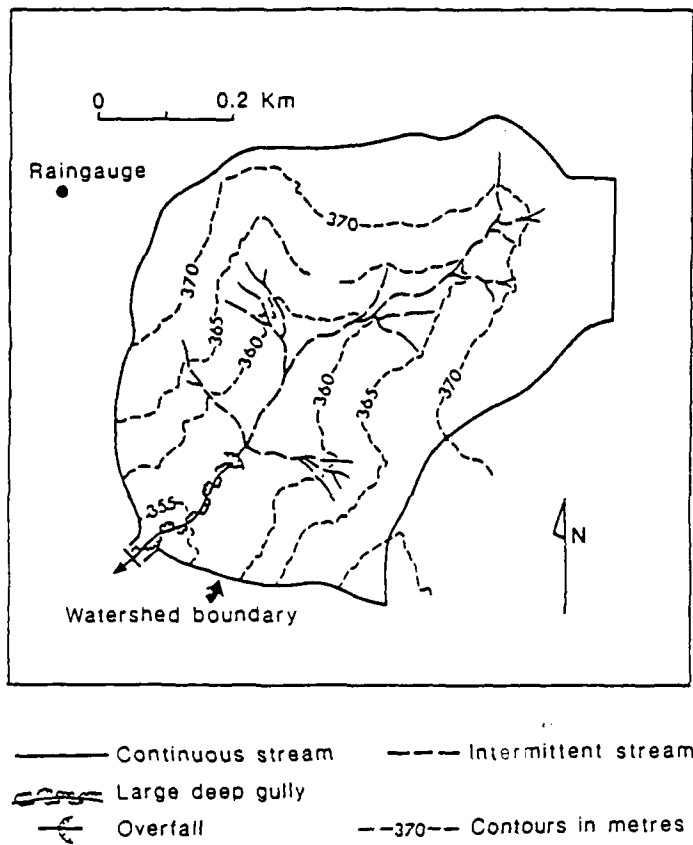 0 0.2 Km
Raingauge
370
370
365
360
360
365
370
355
N
Watershed boundary
Continuous stream
Intermittent stream
Large deep gully
Overfall
370 Contours in metres